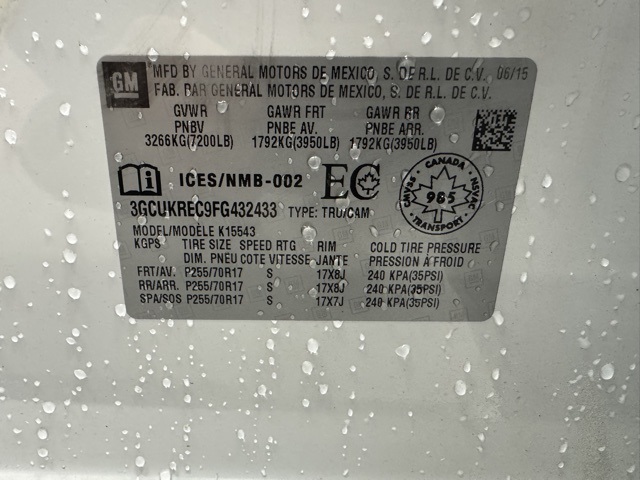 GM
MFD BY GENERAL MOTORS DE MEXICO, S. DE R.L. DE C.V. 06/15
FAB. PAR GENERAL MOTORS DE MEXICO, S. DE R.L. DE C.V.
GVWR GAWR FRT GAWR RR
PNBV PNBE AV. PNBE ARR.
3266KG(7200LB) 1792KG(3950LB) 1792KG(3950LB)
ICES/NMB-002 EC
CANADA
985
TRANSPORT
NSVAC
3GCUKREC9FG432433 TYPE: TRU/CAM
MODEL/MODÈLE K15543
KGPS TIRE SIZE SPEED RTG RIM COLD TIRE PRESSURE
DIM. PNEU COTE VITESSE JANTE PRESSION A FROID
FRT/AV. P255/70R17 S 17X8J 240 KPA(35PSI)
RR/ARR. P255/70R17 S 17X8J 240 KPA(35PSI)
SPA/SOS P255/70R17 S 17X7J 240 KPA(35PSI)